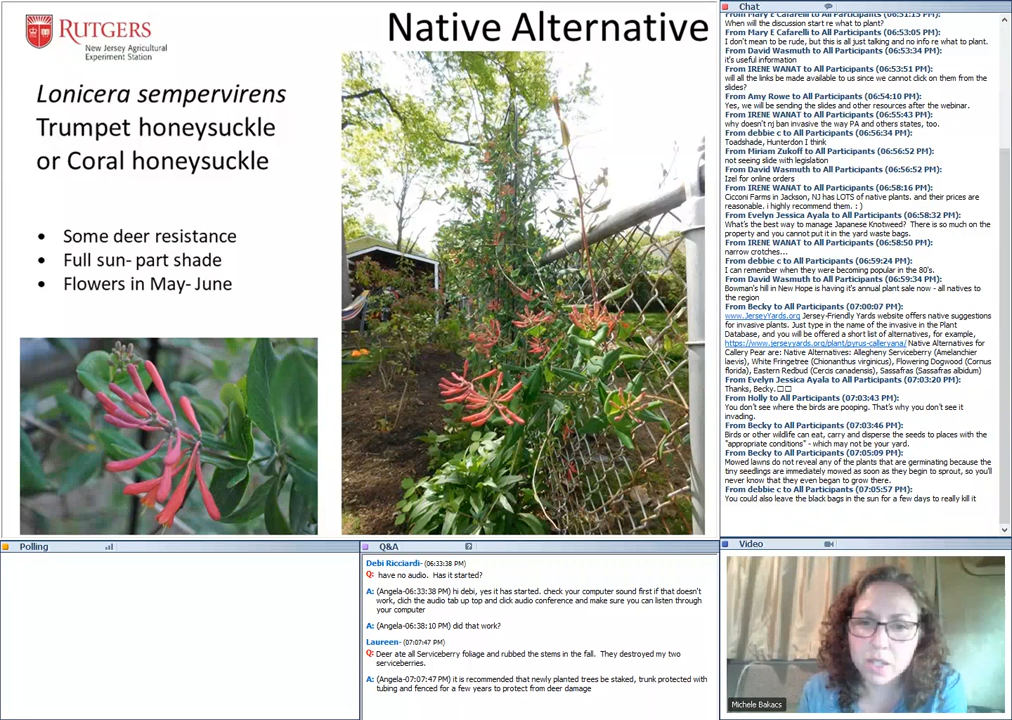 RUTGERS
New Jersey Agricultural
Experiment Station
Native Alternative
Lonicera sempervirens
Trumpet honeysuckle
or Coral honeysuckle
• Some deer resistance
• Full sun- part shade
• Flowers in May- June
Chat
From Mary E Cafarelli to All Participants (06:51:15 PM):
When will the discussion start re what to plant?
From Mary E Cafarelli to All Participants (06:53:05 PM):
I don't mean to be rude, but this is all just talking and no info re what to plant.
From David Wasmuth to All Participants (06:53:34 PM):
it's useful information
From IRENE WANAT to All Participants (06:53:51 PM):
will all the links be made available to us since we cannot click on them from the
slides?
From Amy Rowe to All Participants (06:54:10 PM):
Yes, we will be sending the slides and other resources after the webinar.
From IRENE WANAT to All Participants (06:55:43 PM):
why doesn't nj ban invasive the way PA and others states, too.
From debbie c to All Participants (06:56:34 PM):
Toadshade, Hunterdon I think
From Miriam Zukoff to All Participants (06:56:52 PM):
not seeing slide with legislation
From David Wasmuth to All Participants (06:56:52 PM):
Izel for online orders
From IRENE WANAT to All Participants (06:58:16 PM):
Cicconi Farms in Jackson, NJ has LOTS of native plants. and their prices are
reasonable. i highly recommend them. : )
From Evelyn Jessica Ayala to All Participants (06:58:32 PM):
What's the best way to manage Japanese Knotweed? There is so much on the
property and you cannot put it in the yard waste bags.
From IRENE WANAT to All Participants (06:58:50 PM):
narrow crotches...
From debbie c to All Participants (06:59:24 PM):
I can remember when they were becoming popular in the 80's.
From David Wasmuth to All Participants (06:59:34 PM):
Bowman's hill in New Hope is having it's annual plant sale now - all natives to
the region
From Becky to All Participants (07:00:07 PM):
www.JerseyYards.org Jersey-Friendly Yards website offers native suggestions
for invasive plants. Just type in the name of the invasive in the Plant
Database, and you will be offered a short list of alternatives, for example,
https://www.jerseyyards.org/plant/pyrus-calleryana/ Native Alternatives for
Callery Pear are: Native Alternatives: Allegheny Serviceberry (Amelanchier
laevis), White Fringetree (Chionanthus virginicus), Flowering Dogwood (Cornus
florida), Eastern Redbud (Cercis canadensis), Sassafras (Sassafras albidum)
From Evelyn Jessica Ayala to All Participants (07:03:20 PM):
Thanks, Becky. □□
From Holly to All Participants (07:03:43 PM):
You don't see where the birds are pooping. That's why you don't see it
invading.
From Becky to All Participants (07:03:46 PM):
Birds or other wildlife can eat, carry and disperse the seeds to places with the
"appropriate conditions" - which may not be your yard.
From Becky to All Participants (07:05:09 PM):
Mowed lawns do not reveal any of the plants that are germinating because the
tiny seedlings are immediately mowed as soon as they begin to sprout, so you'll
never know that they even began to grow there.
From debbie c to All Participants (07:05:57 PM):
You could also leave the black bags in the sun for a few days to really kill it
Polling
Q&A
Debi Ricciardi- (06:33:38 PM)
Q: have no audio. Has it started?
A: (Angela-06:33:38 PM) hi debi, yes it has started. check your computer sound first if that doesn't
work, clich the audio tab up top and click audio conference and make sure you can listen through
your computer
A: (Angela-06:38:10 PM) did that work?
Laureen- (07:07:47 PM)
Q: Deer ate all Serviceberry foliage and rubbed the stems in the fall. They destroyed my two
serviceberries.
A: (Angela-07:07:47 PM) it is recommended that newly planted trees be staked, trunk protected with
tubing and fenced for a few years to protect from deer damage
Video
Michele Bakacs